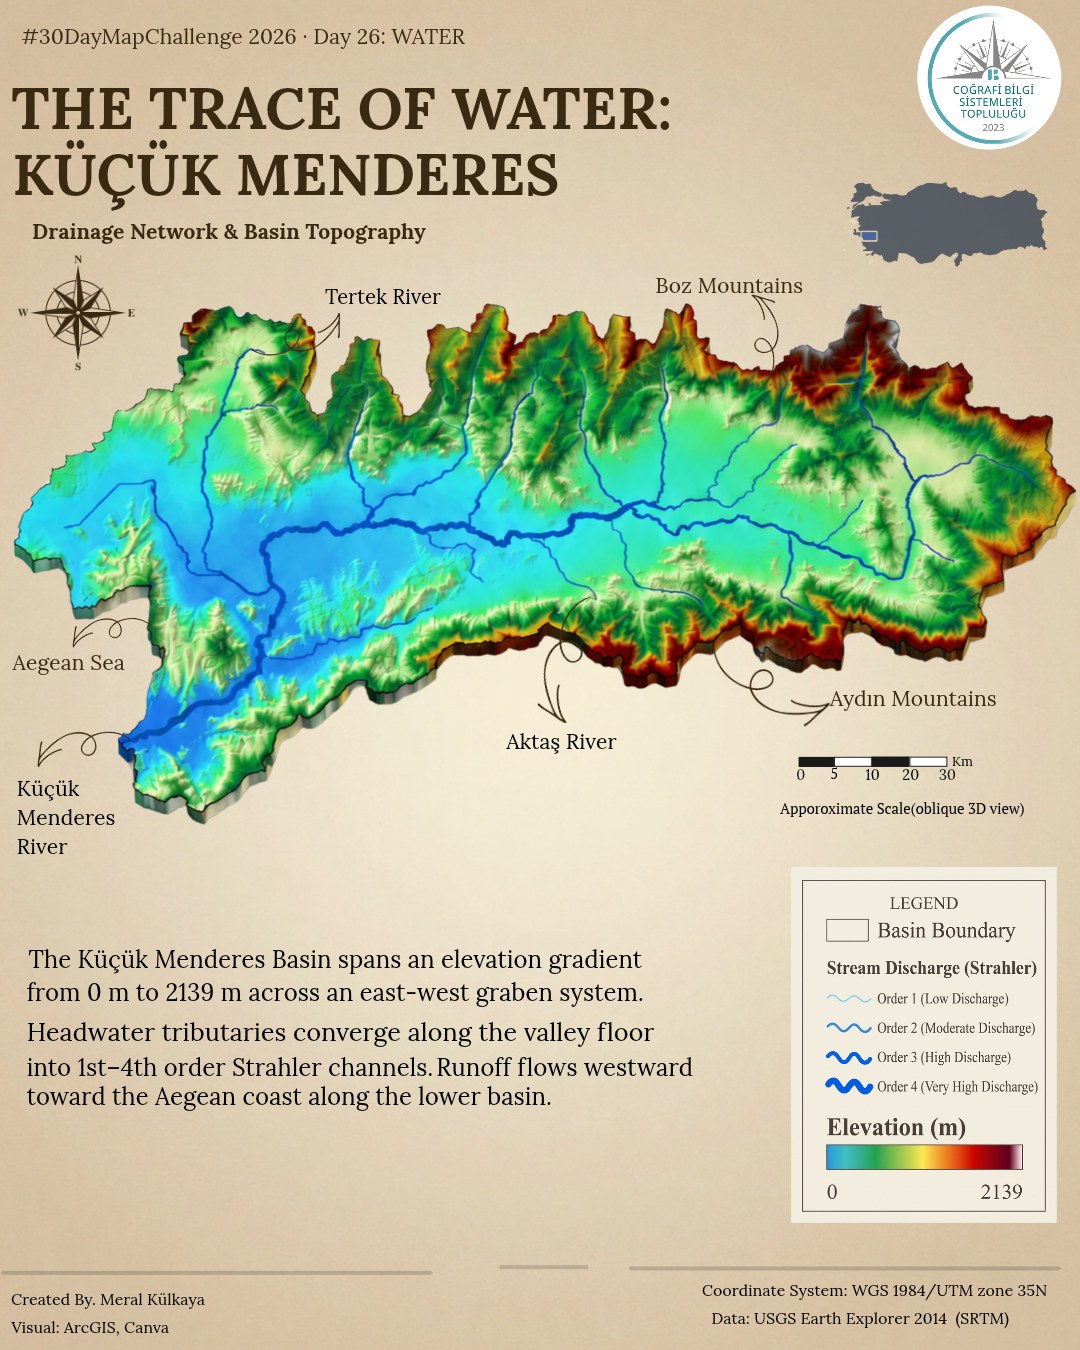 #30DayMapChallenge 2026 · Day 26: WATER
THE TRACE OF WATER:
KÜÇÜK MENDERES
Drainage Network & Basin Topography
COĞRAFİ BİLGİ
SİSTEMLERİ
TOPLULUĞU
2023
N
W
E
S
Tertek River
Boz Mountains
Aegean Sea
Aydın Mountains
Aktaş River
Küçük
Menderes
River
Km
0 5 10 20 30
Apporoximate Scale(oblique 3D view)
The Küçük Menderes Basin spans an elevation gradient
from 0 m to 2139 m across an east-west graben system.
Headwater tributaries converge along the valley floor
into 1st–4th order Strahler channels. Runoff flows westward
toward the Aegean coast along the lower basin.
LEGEND
Basin Boundary
Stream Discharge (Strahler)
Order 1 (Low Discharge)
Order 2 (Moderate Discharge)
Order 3 (High Discharge)
Order 4 (Very High Discharge)
Elevation (m)
0 2139
Created By. Meral Külkaya
Visual: ArcGIS, Canva
Coordinate System: WGS 1984/UTM zone 35N
Data: USGS Earth Explorer 2014 (SRTM)